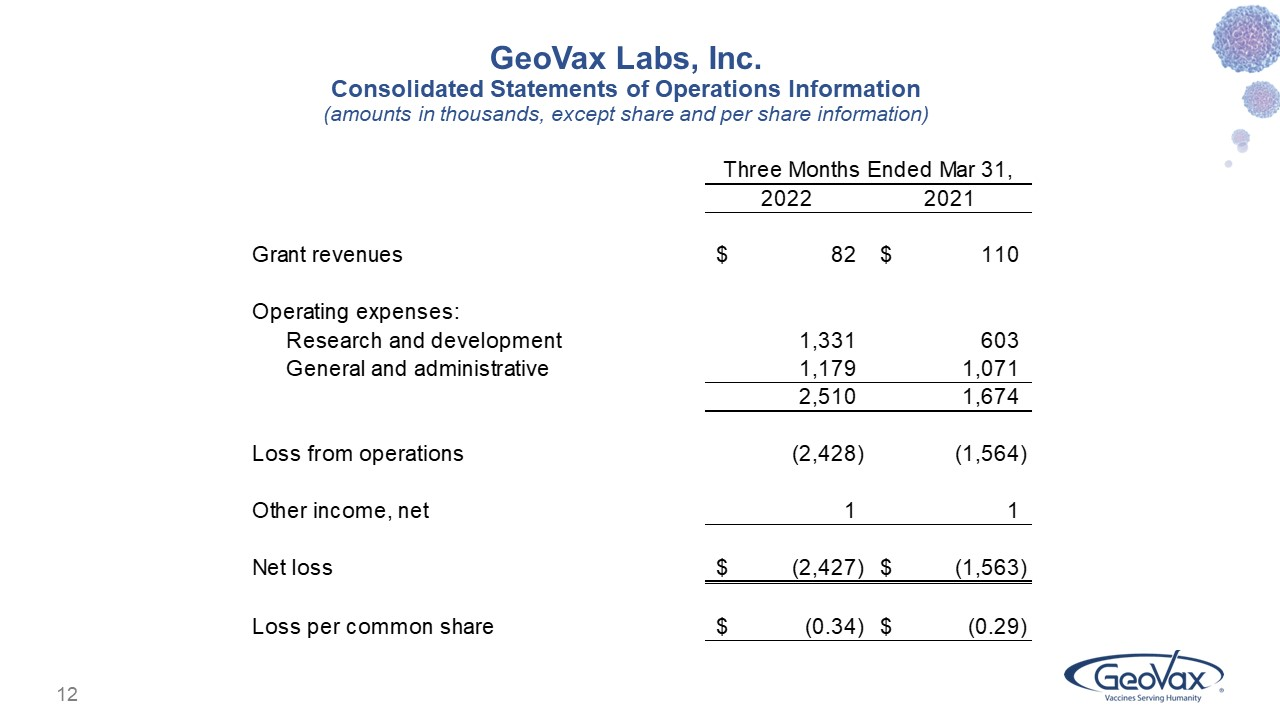 GeoVax Labs, Inc.
Consolidated Statements of Operations Information
(amounts in thousands, except share and per share information)
Three Months Ended Mar 31,
2022 2021
Grant revenues $ 82 $ 110
Operating expenses:
Research and development 1,331 603
General and administrative 1,179 1,071
2,510 1,674
Loss from operations (2,428) (1,564)
Other income, net 1 1
Net loss $ (2,427) $ (1,563)
Loss per common share $ (0.34) $ (0.29)
12
GeoVax®
Vaccines Serving Humanity